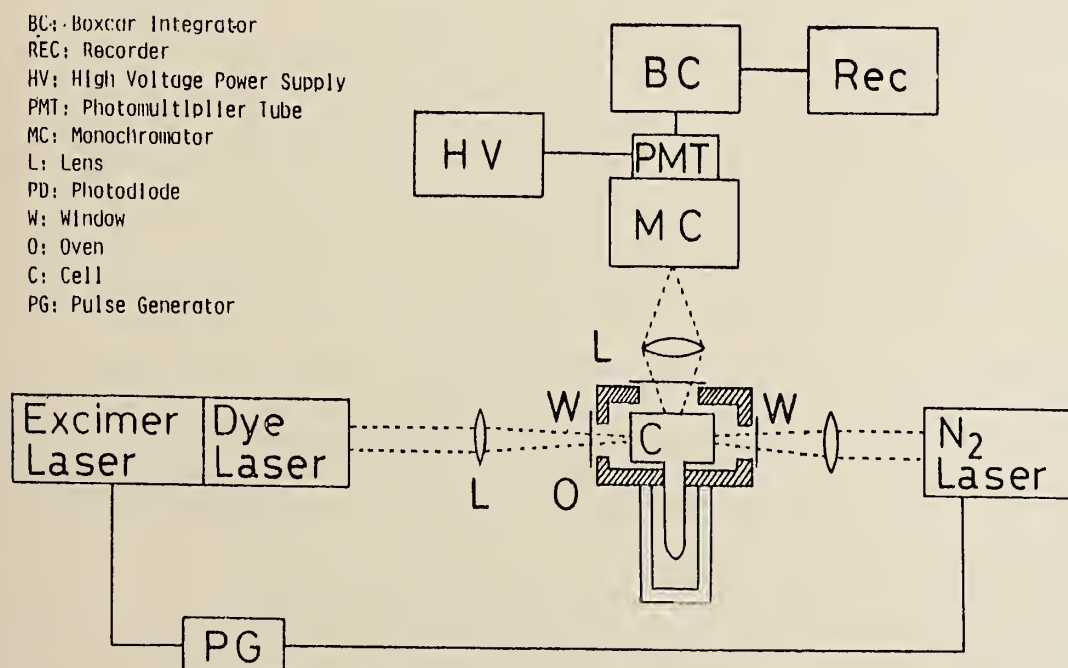 BC: Boxcar Integrator
REC: Recorder
HV: High Voltage Power Supply
PMT: Photomultiplier Tube
MC: Monochromator
L: Lens
PD: Photodiode
W: Window
O: Oven
C: Cell
PG: Pulse Generator
BC
Rec
HV
PMT
MC
L
W
W
Excimer
Laser
Dye
Laser
C
N2
Laser
L
O
PG